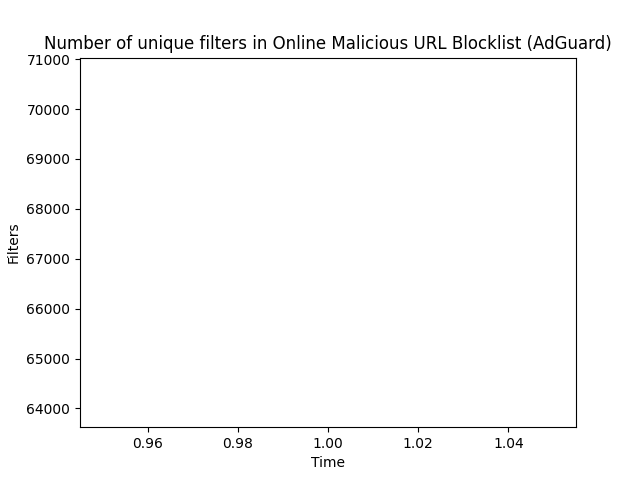 Number of unique filters in Online Malicious URL Blocklist (AdGuard)
71000
70000
69000
68000
67000
66000
65000
64000
Filters
0.96 0.98 1.00 1.02 1.04
Time